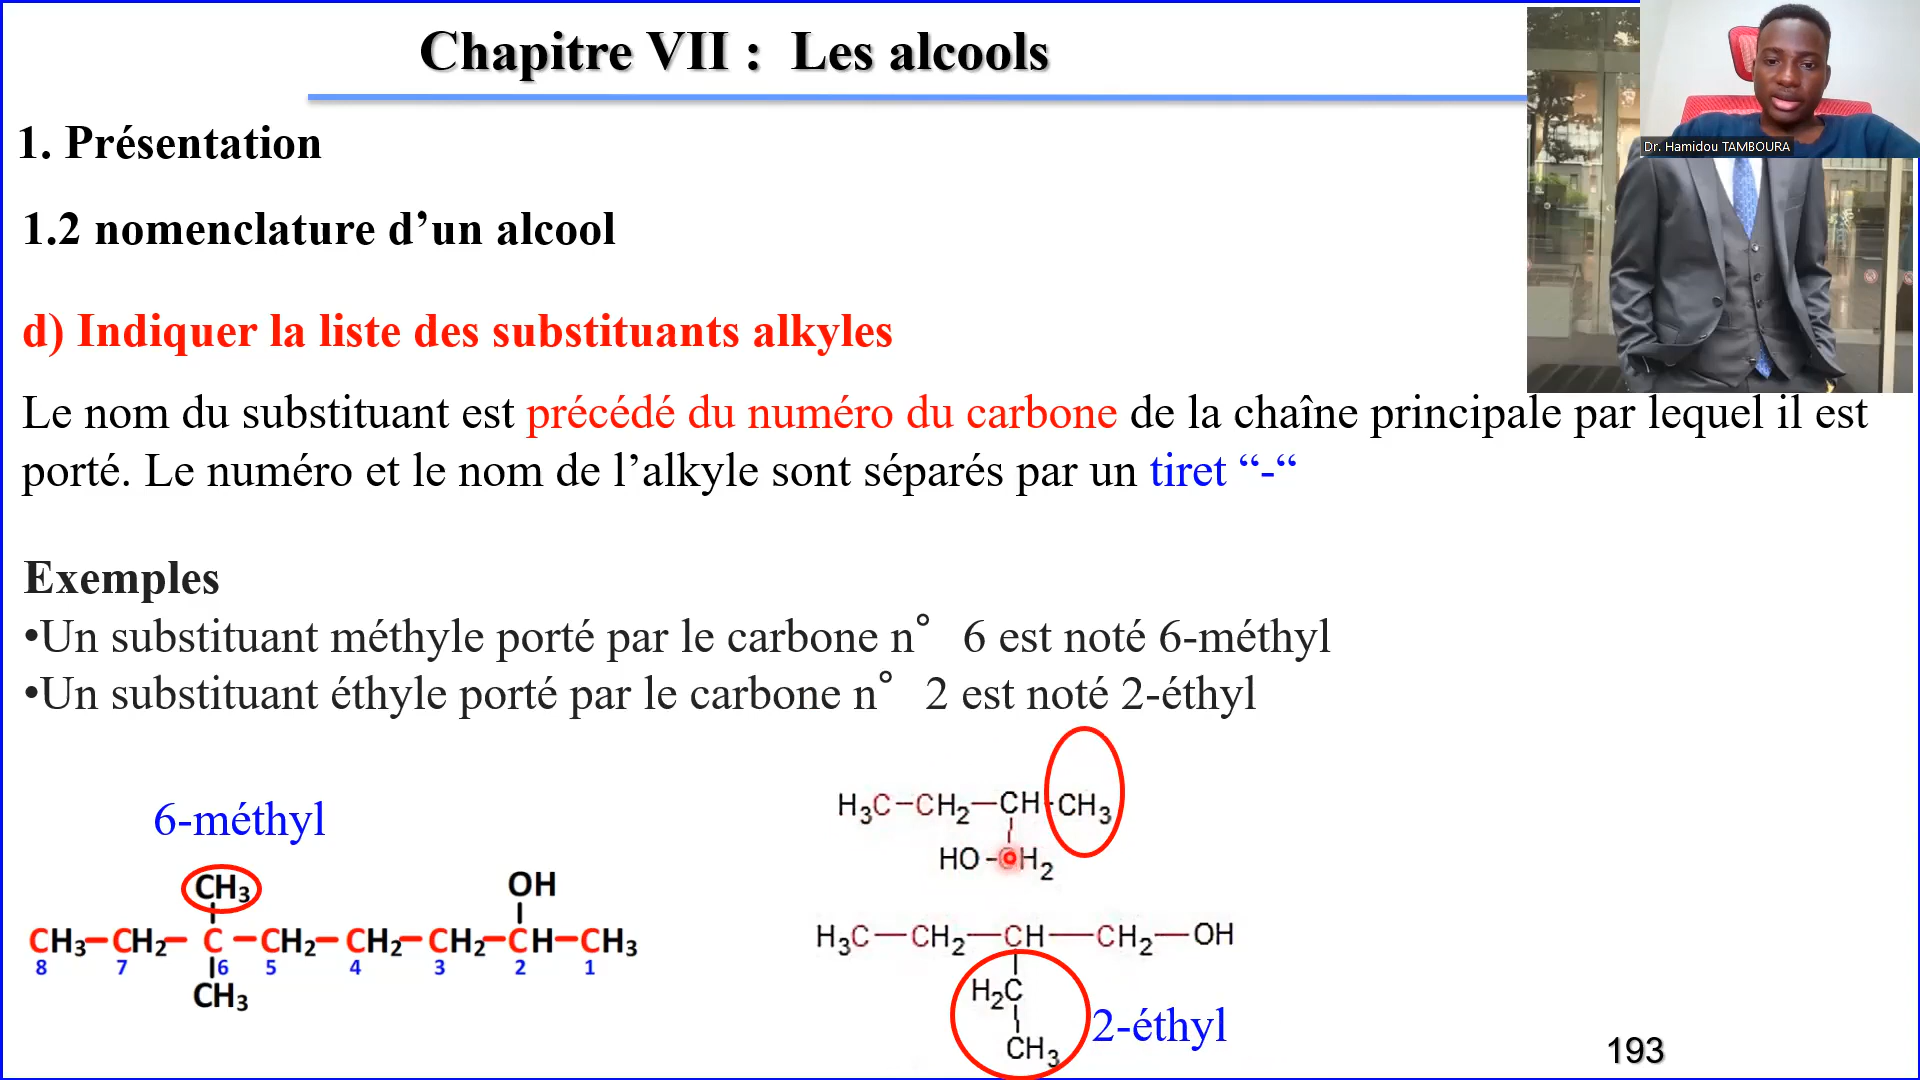 Chapitre VII : Les alcools
Dr. Hamidou TAMBOURA
1. Présentation
1.2 nomenclature d’un alcool
d) Indiquer la liste des substituants alkyles
Le nom du substituant est précédé du numéro du carbone de la chaîne principale par lequel il est
porté. Le numéro et le nom de l’alkyle sont séparés par un tiret “-“
Exemples
•Un substituant méthyle porté par le carbone n° 6 est noté 6-méthyl
•Un substituant éthyle porté par le carbone n° 2 est noté 2-éthyl
6-méthyl
CH3
OH
CH3–CH2–C–CH2–CH2–CH2–CH–CH3
8 7 6 5 4 3 2 1
CH3
H3C–CH2–CH–CH3
HO–CH2
H3C–CH2–CH–CH2–OH
H2C
CH3
2-éthyl
193